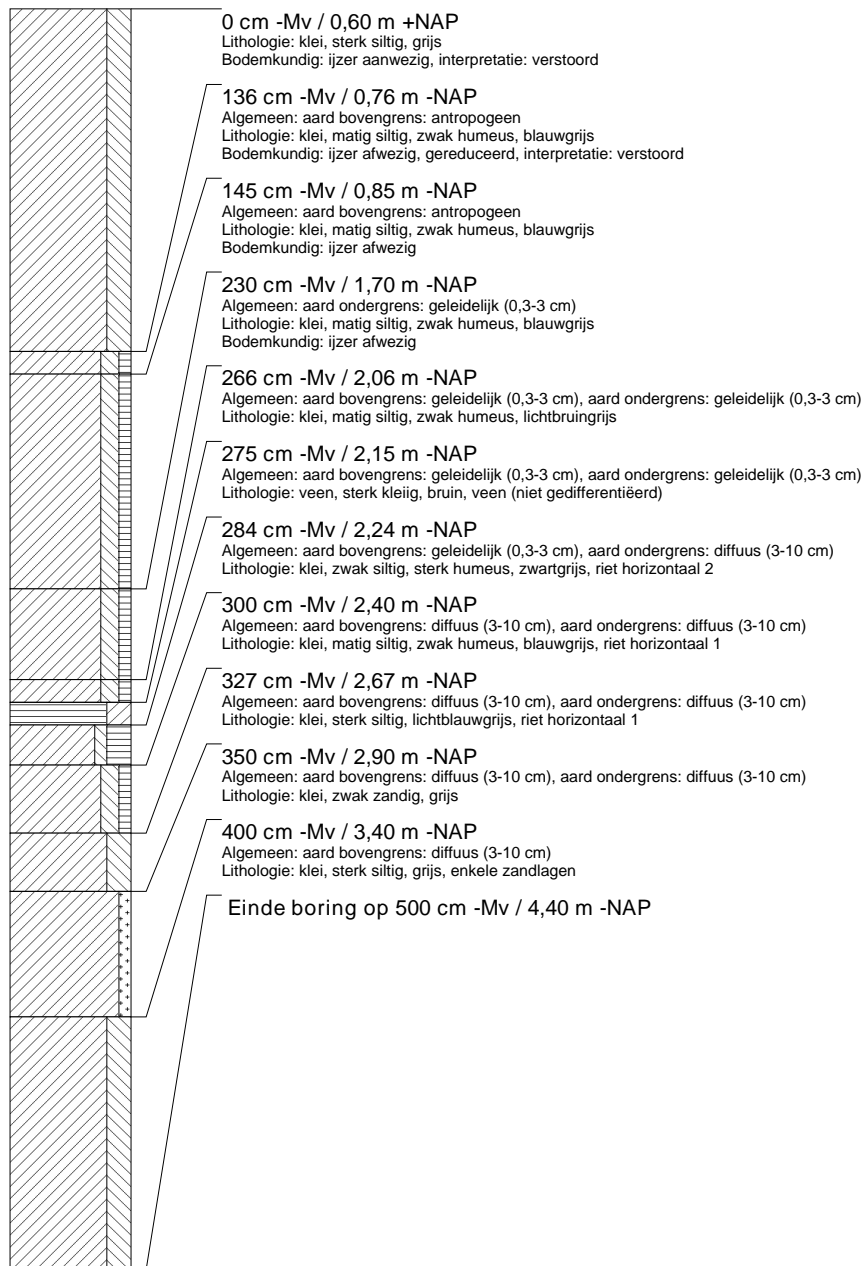 0 cm -Mv / 0,60 m +NAP
Lithologie: klei, sterk siltig, grijs
Bodemkundig: ijzer aanwezig, interpretatie: verstoord
136 cm -Mv / 0,76 m -NAP
Algemeen: aard bovengrens: antropogeen
Lithologie: klei, matig siltig, zwak humeus, blauwgrijs
Bodemkundig: ijzer afwezig, gereduceerd, interpretatie: verstoord
145 cm -Mv / 0,85 m -NAP
Algemeen: aard bovengrens: antropogeen
Lithologie: klei, matig siltig, zwak humeus, blauwgrijs
Bodemkundig: ijzer afwezig
230 cm -Mv / 1,70 m -NAP
Algemeen: aard ondergrens: geleidelijk (0,3-3 cm)
Lithologie: klei, matig siltig, zwak humeus, blauwgrijs
Bodemkundig: ijzer afwezig
266 cm -Mv / 2,06 m -NAP
Algemeen: aard bovengrens: geleidelijk (0,3-3 cm), aard ondergrens: geleidelijk (0,3-3 cm)
Lithologie: klei, matig siltig, zwak humeus, lichtbruingrijs
275 cm -Mv / 2,15 m -NAP
Algemeen: aard bovengrens: geleidelijk (0,3-3 cm), aard ondergrens: geleidelijk (0,3-3 cm)
Lithologie: veen, sterk kleiig, bruin, veen (niet gedifferentiëerd)
284 cm -Mv / 2,24 m -NAP
Algemeen: aard bovengrens: geleidelijk (0,3-3 cm), aard ondergrens: diffuus (3-10 cm)
Lithologie: klei, zwak siltig, sterk humeus, zwartgrijs, riet horizontaal 2
300 cm -Mv / 2,40 m -NAP
Algemeen: aard bovengrens: diffuus (3-10 cm), aard ondergrens: diffuus (3-10 cm)
Lithologie: klei, matig siltig, zwak humeus, blauwgrijs, riet horizontaal 1
327 cm -Mv / 2,67 m -NAP
Algemeen: aard bovengrens: diffuus (3-10 cm), aard ondergrens: diffuus (3-10 cm)
Lithologie: klei, sterk siltig, lichtblauwgrijs, riet horizontaal 1
350 cm -Mv / 2,90 m -NAP
Algemeen: aard bovengrens: diffuus (3-10 cm), aard ondergrens: diffuus (3-10 cm)
Lithologie: klei, zwak zandig, grijs
400 cm -Mv / 3,40 m -NAP
Algemeen: aard bovengrens: diffuus (3-10 cm)
Lithologie: klei, sterk siltig, grijs, enkele zandlagen
Einde boring op 500 cm -Mv / 4,40 m -NAP